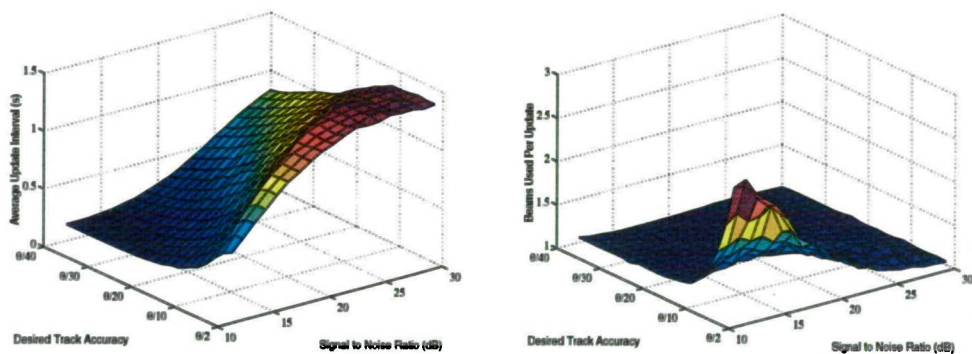 1.5
1
0.5
0
Average Update Interval (s)
θ/40
θ/30
θ/20
θ/10
θ/2
10
15
20
25
30
Desired Track Accuracy
Signal to Noise Ratio (dB)
3
2.5
2
1.5
1
Beams Used Per Update
θ/40
θ/30
θ/20
θ/10
θ/2
10
15
20
25
30
Desired Track Accuracy
Signal to Noise Ratio (dB)